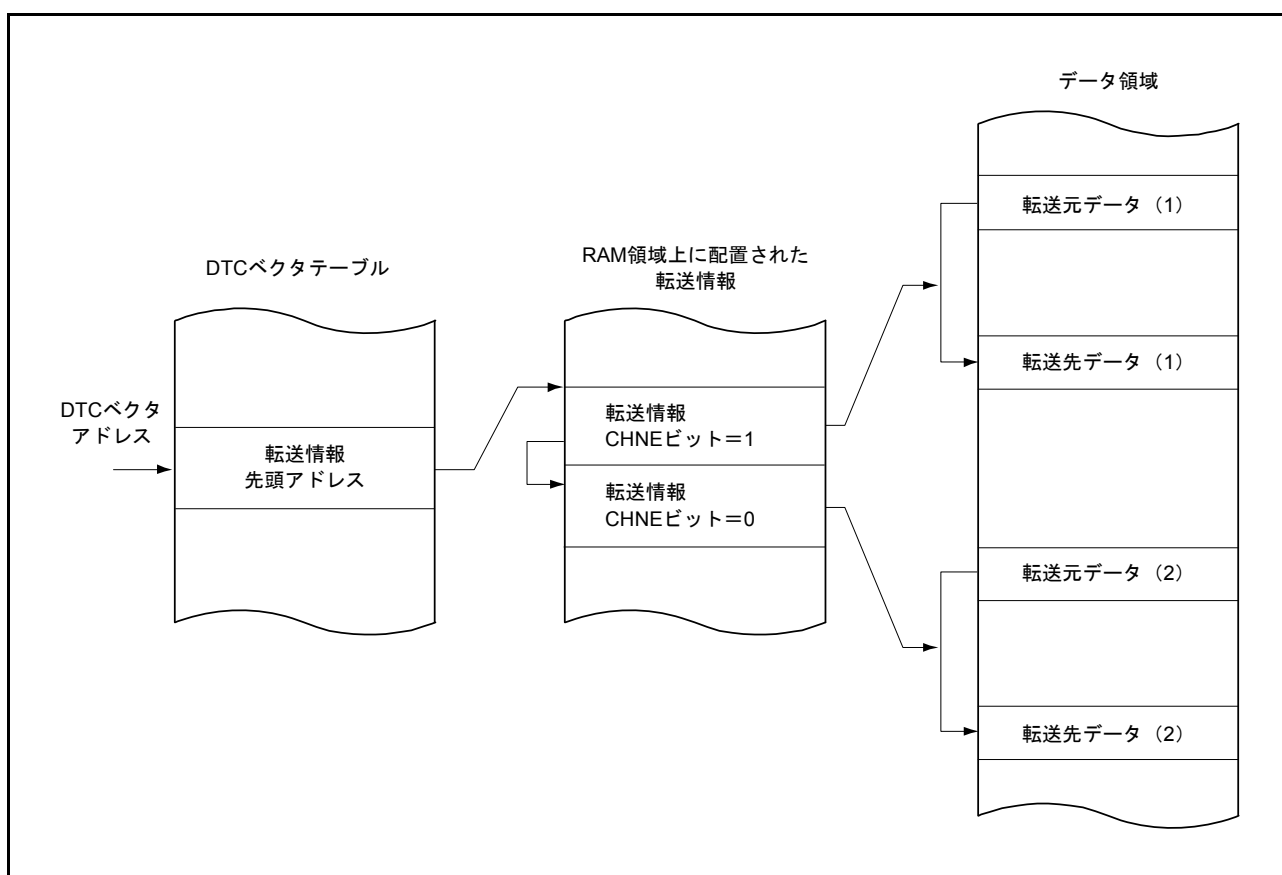 DTCベクタテーブル
DTCベクタ
アドレス
転送情報
先頭アドレス
RAM領域上に配置された
転送情報
転送情報
CHNEビット＝1
転送情報
CHNEビット＝0
データ領域
転送元データ（1）
転送先データ（1）
転送元データ（2）
転送先データ（2）